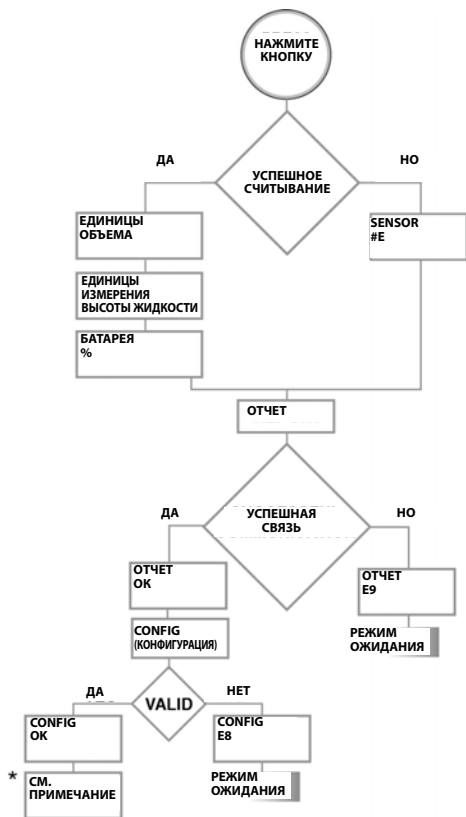 НАЖМИТЕ
КНОПКУ
ДА
НО
УСПЕШНОЕ
СЧИТЫВАНИЕ
ЕДИНИЦЫ
ОБЪЕМА
SENSOR
#E
ЕДИНИЦЫ
ИЗМЕРЕНИЯ
ВЫСОТЫ ЖИДКОСТИ
БАТАРЕЯ
%
ОТЧЕТ
ДА
НО
УСПЕШНАЯ
СВЯЗЬ
ОТЧЕТ
ОК
ОТЧЕТ
E9
CONFIG
(КОНФИГУРАЦИЯ)
РЕЖИМ
ОЖИДАНИЯ
ДА
НЕТ
VALID
CONFIG
ОК
CONFIG
E8
* СМ.
ПРИМЕЧАНИЕ
РЕЖИМ
ОЖИДАНИЯ